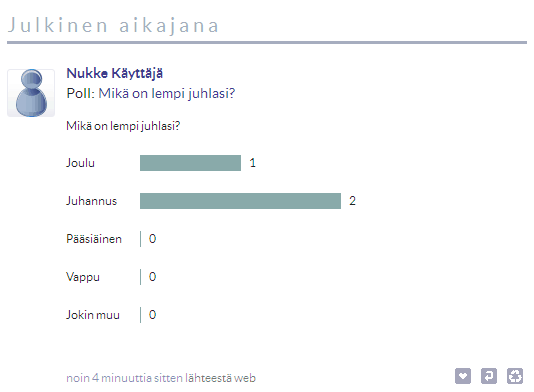 Julkinen aikajana
Nukke Käyttäjä
Poll: Mikä on lempi juhlasi?
Mikä on lempi juhlasi?
Joulu 1
Juhannus 2
Pääsiäinen 0
Vappu 0
Jokin muu 0
noin 4 minuuttia sitten lähteestä web